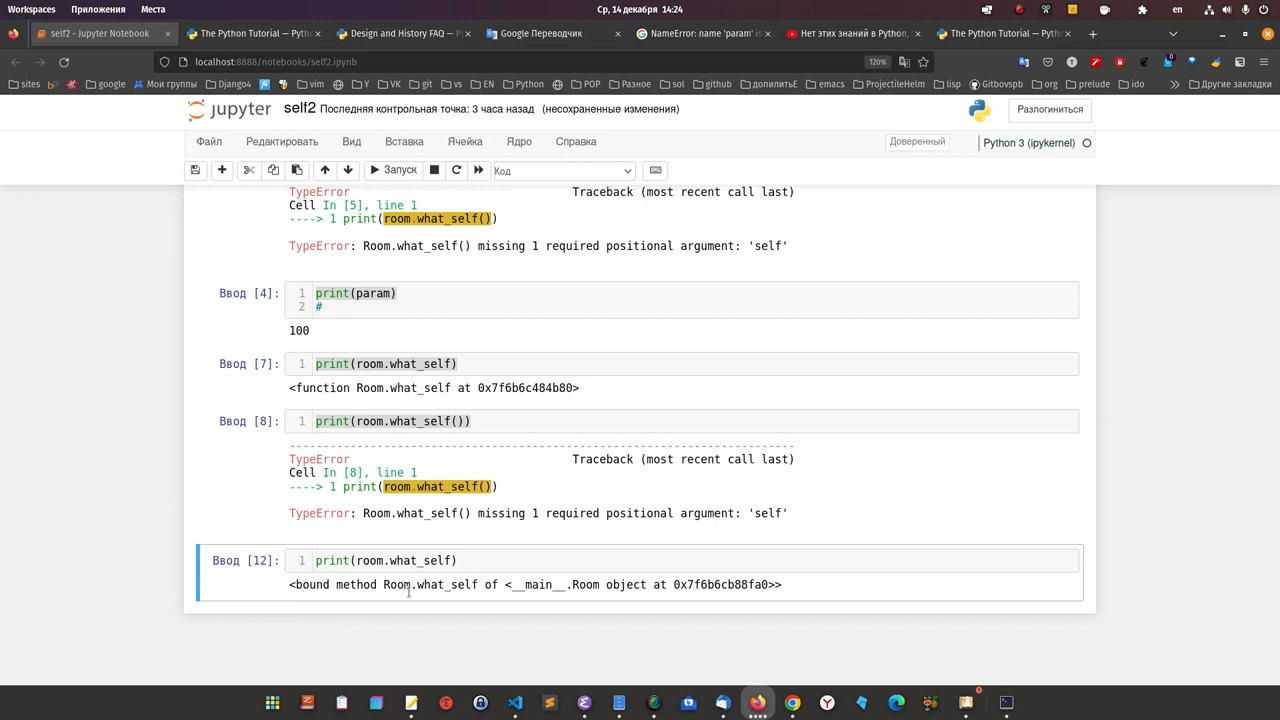 Workspaces Приложения Места
Ср, 14 декабря 14:24
en
self2 - Jupyter Notebook
The Python Tutorial — Pyth
Design and History FAQ — P
Google Переводчик
NameError: name 'param' is
Нет этих знаний в Python,
The Python Tutorial — Pyth
localhost:8888/notebooks/self2.ipynb
120%
sites google Мои группы Django4 VIm Y VK git vs EN Python POP Разное sol github допилитьЕ emacs ProjectileHelm lisp Gitbovspb org prelude ido Другие закладки
jupyter self2 Последняя контрольная точка: 3 часа назад (несохраненные изменения)
Разлогиниться
Файл Редактировать Вид Вставка Ячейка Ядро Справка
Доверенный
Python 3 (ipykernel)
Запуск
Код
TypeError Traceback (most recent call last)
Cell In [5], line 1
----> 1 print(room.what_self())
TypeError: Room.what_self() missing 1 required positional argument: 'self'
Ввод [4]:
1 print(param)
2 #
100
Ввод [7]:
1 print(room.what_self)
<function Room.what_self at 0x7f6b6c484b80>
Ввод [8]:
1 print(room.what_self())
---------------------------------------------------------------------------
TypeError Traceback (most recent call last)
Cell In [8], line 1
----> 1 print(room.what_self())
TypeError: Room.what_self() missing 1 required positional argument: 'self'
Ввод [12]:
1 print(room.what_self)
<bound method Room.what_self of <__main__.Room object at 0x7f6b6cb88fa0>>